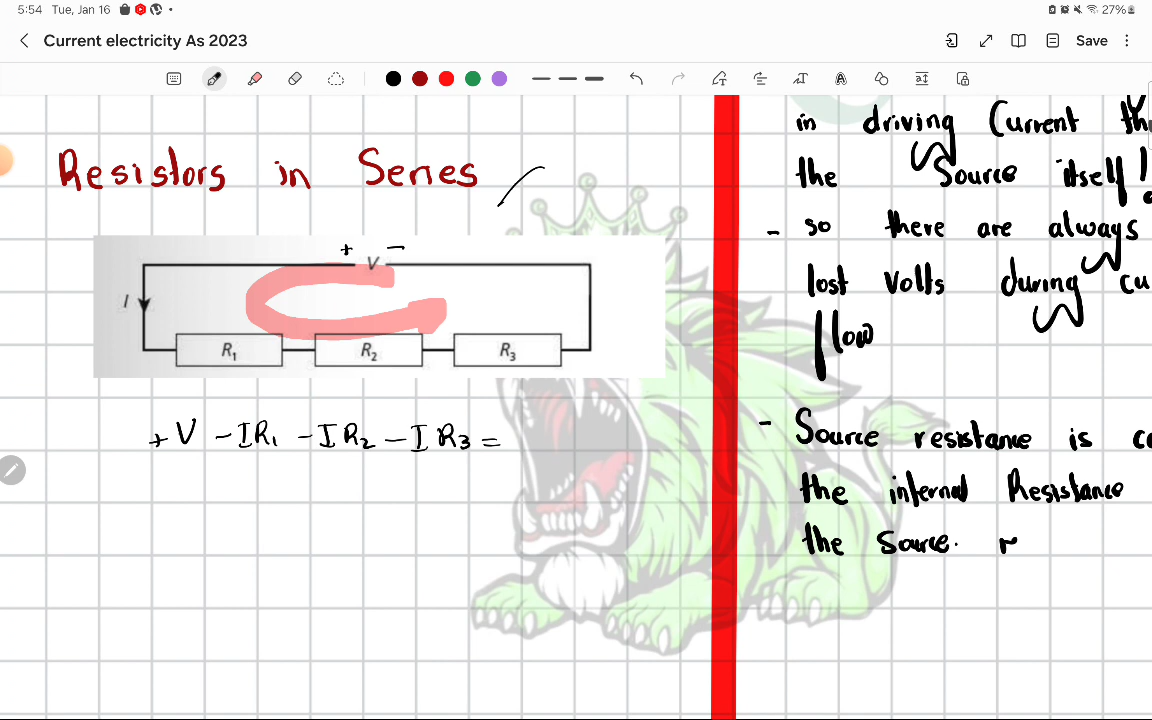 5:54 Tue, Jan 16
27%
Current electricity As 2023
Save
Resistors in Series
+ V −
I
R₁ R₂ R₃
+V −IR₁ −IR₂ −IR₃ =
in driving Current
the Source itself!
- so there are always
lost Volts during
flow
- Source resistance is
the internal Resistance
the Source. r